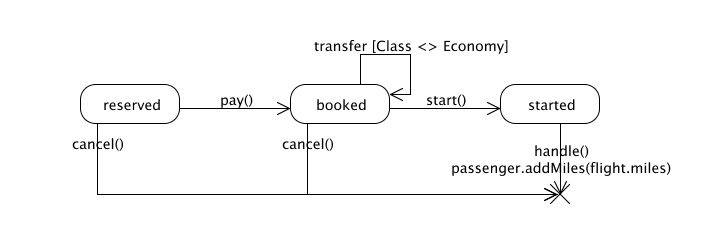 transfer [Class <> Economy]
reserved
pay()
booked
start()
started
cancel()
cancel()
handle()
passenger.addMiles(flight.miles)